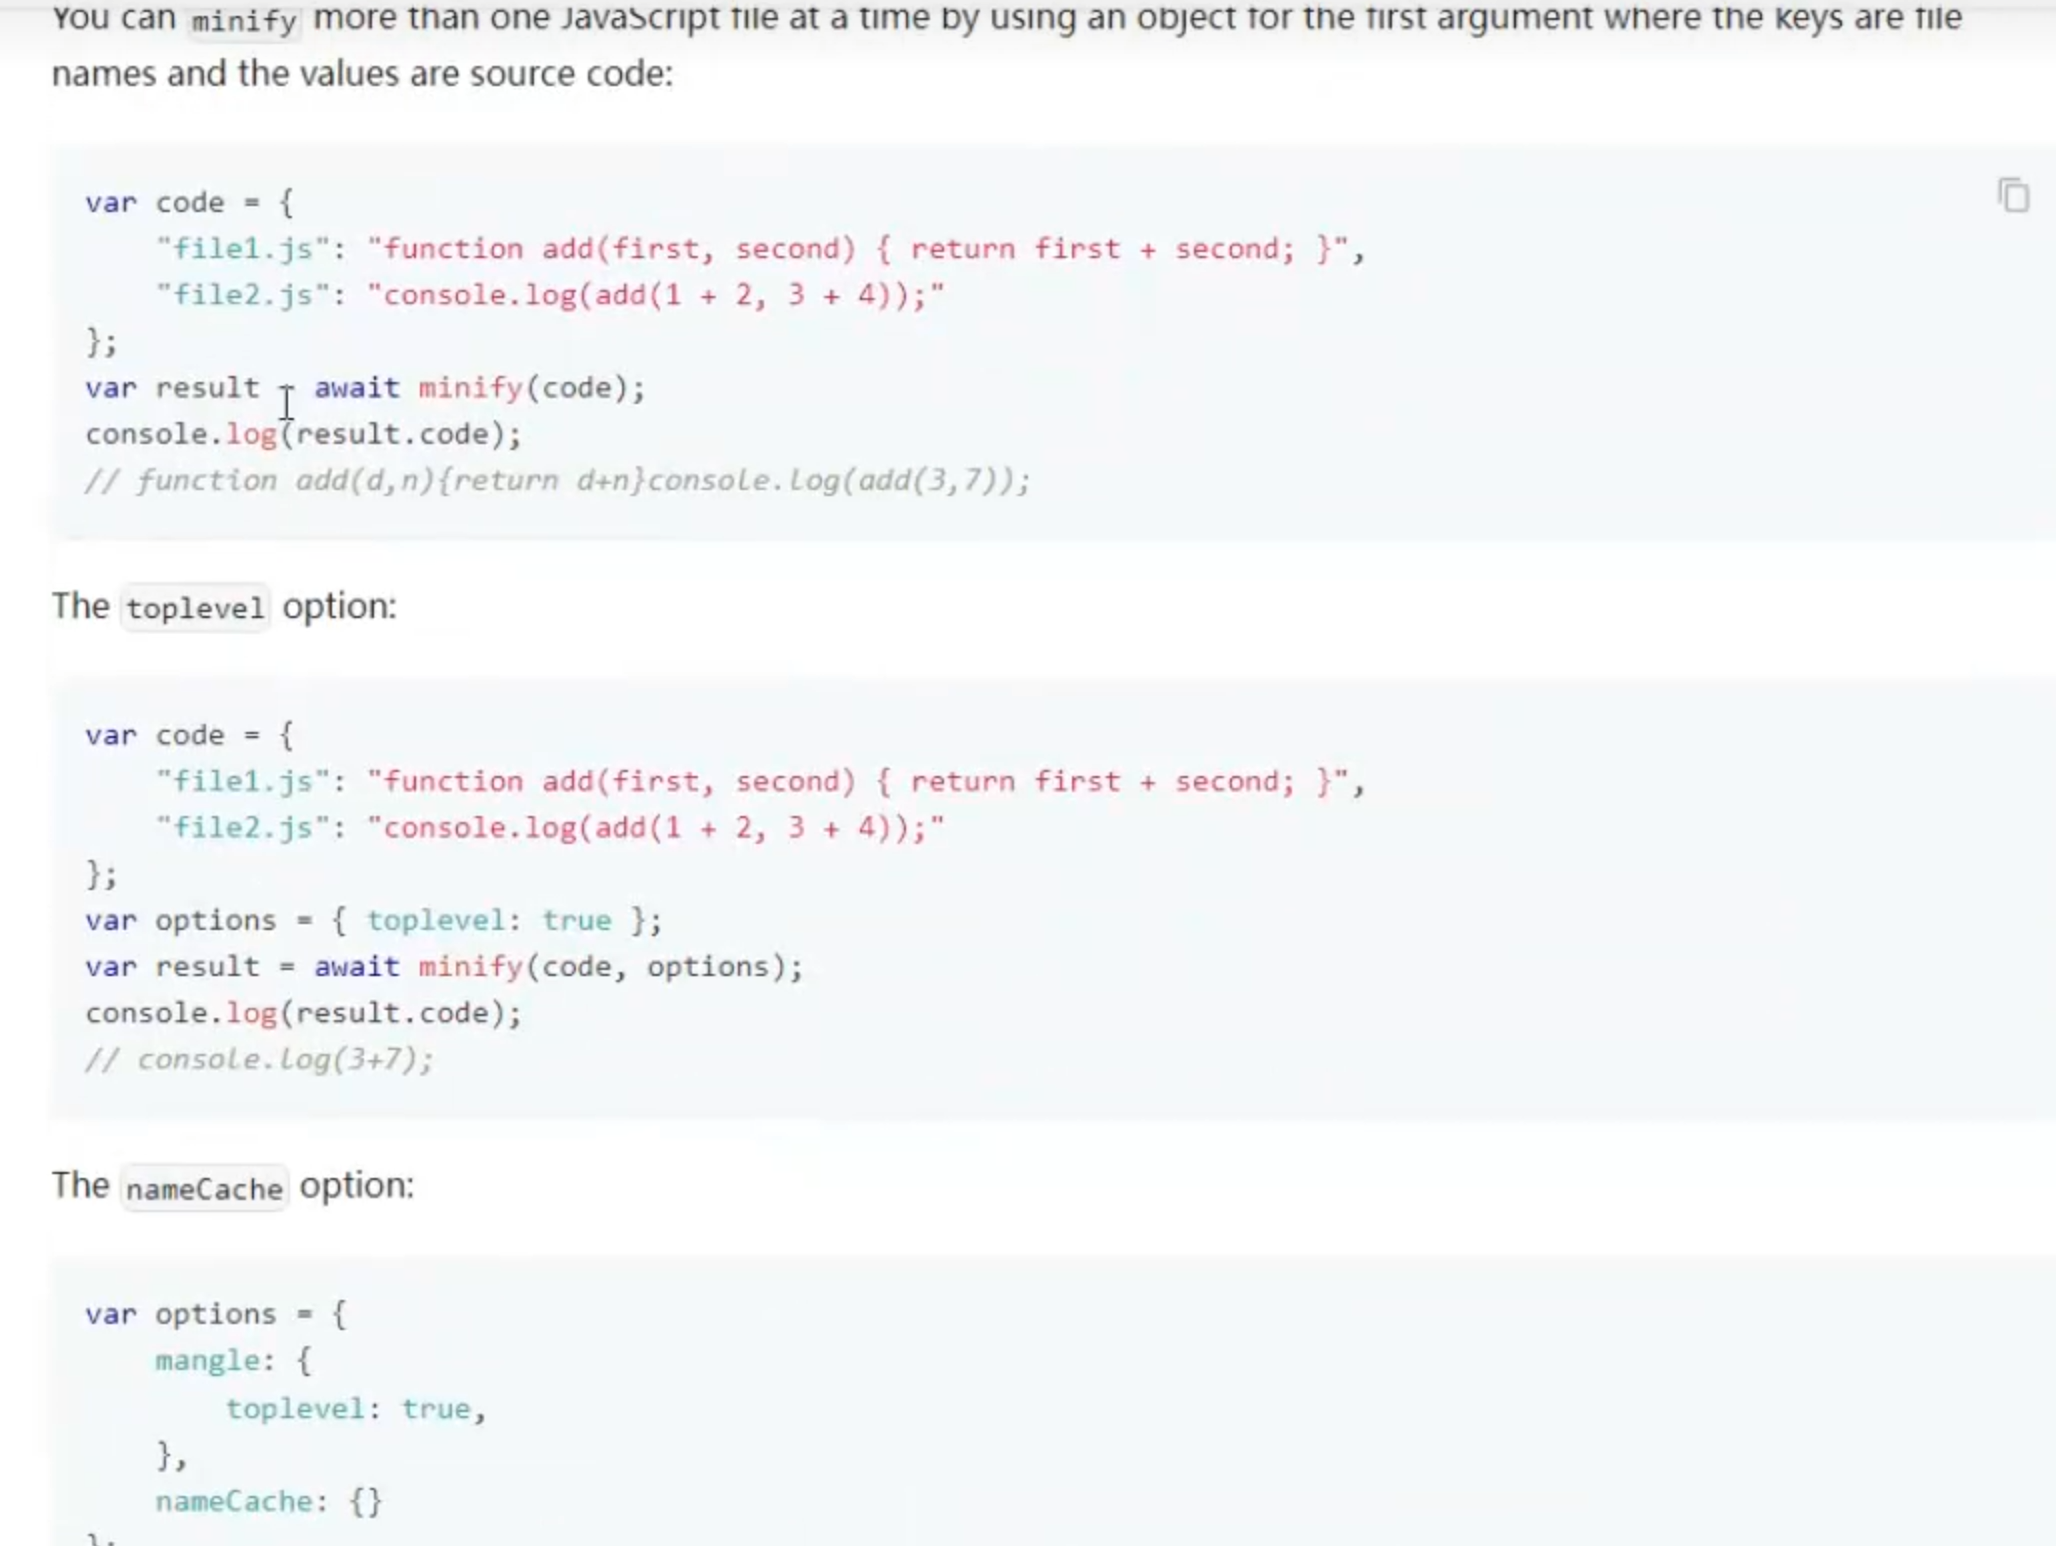 You can minify more than one JavaScript file at a time by using an object for the first argument where the keys are file
names and the values are source code:
var code = {
    "file1.js": "function add(first, second) { return first + second; }",
    "file2.js": "console.log(add(1 + 2, 3 + 4));"
};
var result = await minify(code);
console.log(result.code);
// function add(d,n){return d+n}console.log(add(3,7));
The toplevel option:
var code = {
    "file1.js": "function add(first, second) { return first + second; }",
    "file2.js": "console.log(add(1 + 2, 3 + 4));"
};
var options = { toplevel: true };
var result = await minify(code, options);
console.log(result.code);
// console.log(3+7);
The nameCache option:
var options = {
    mangle: {
        toplevel: true,
    },
    nameCache: {}
};